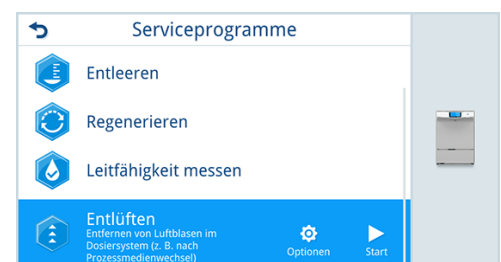 Serviceprogramme
Entleeren
Regenerieren
Leitfähigkeit messen
Entlüften
Entfernen von Luftblasen im
Dosiersystem (z. B. nach
Prozessmedienwechsel)
Optionen
Start